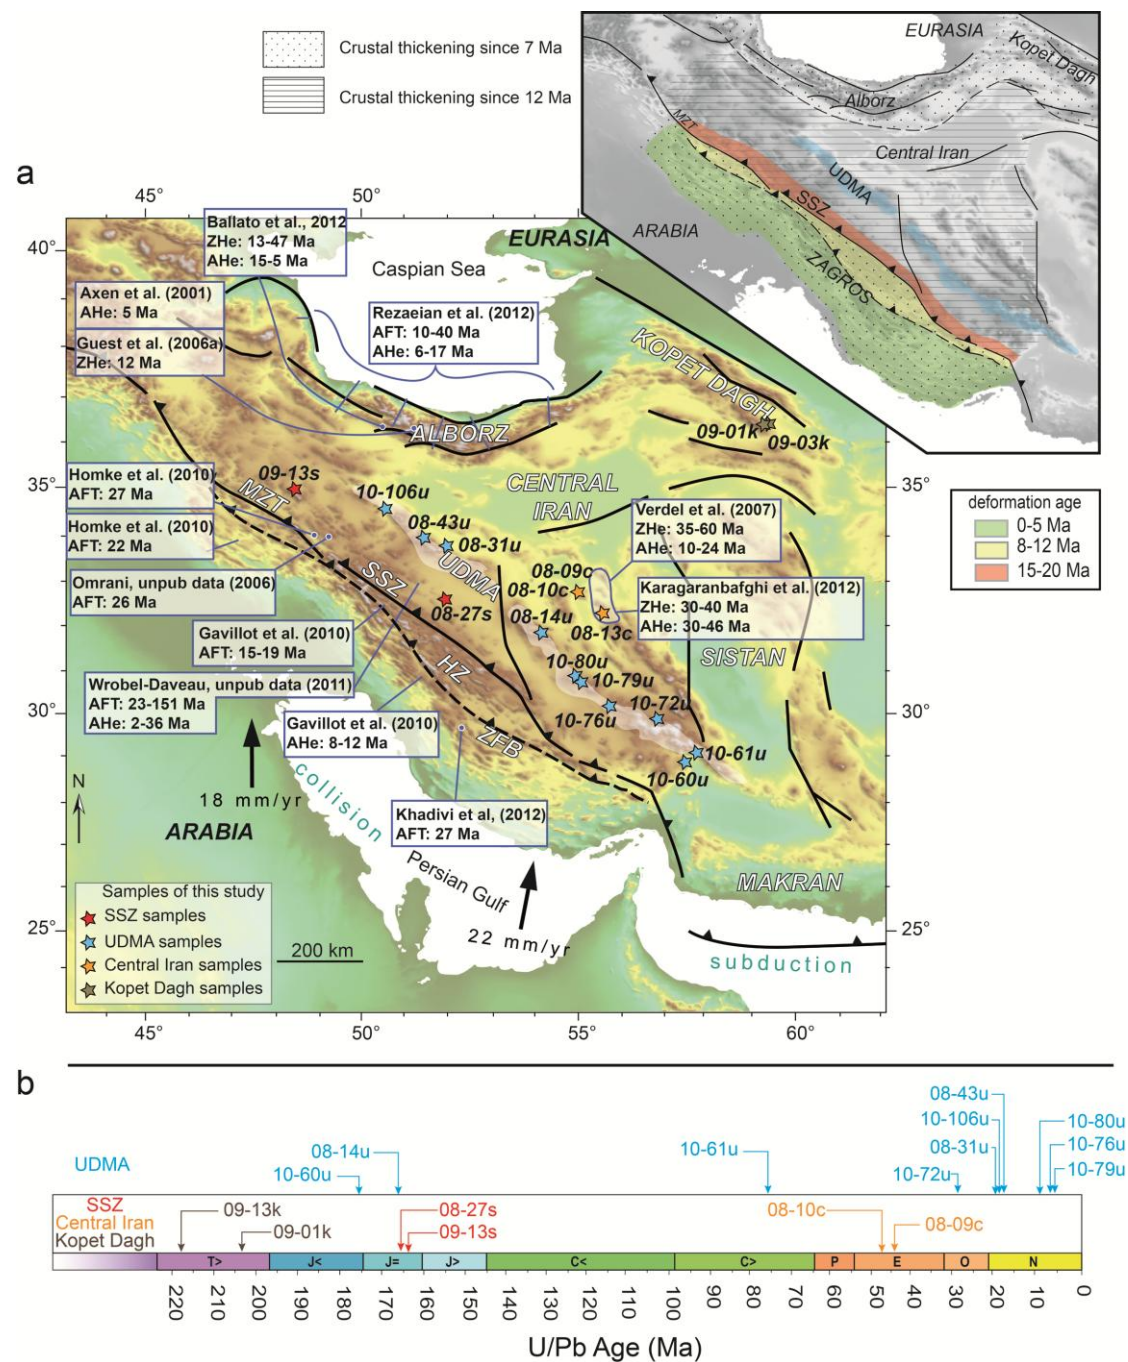 Crustal thickening since 7 Ma
Crustal thickening since 12 Ma
EURASIA
Kopet Dagh
Alborz
MZT
Central Iran
UDMA
SSZ
ARABIA
ZAGROS
deformation age
0-5 Ma
8-12 Ma
15-20 Ma
a
45°
50°
40°
35°
30°
25°
Ballato et al., 2012
ZHe: 13-47 Ma
AHe: 15-5 Ma
EURASIA
Caspian Sea
Axen et al. (2001)
AHe: 5 Ma
Guest et al. (2006a)
ZHe: 12 Ma
Rezaeian et al. (2012)
AFT: 10-40 Ma
AHe: 6-17 Ma
KOPET DAGH
09-01k
09-03k
ALBORZ
09-13s
MZT
10-106u
CENTRAL
IRAN
Homke et al. (2010)
AFT: 27 Ma
Homke et al. (2010)
AFT: 22 Ma
08-43u
08-31u
Verdel et al. (2007)
ZHe: 35-60 Ma
AHe: 10-24 Ma
UDMA
SSZ
Omrani, unpub data (2006)
AFT: 26 Ma
08-09c
08-10c
Karagaranbafghi et al. (2012)
ZHe: 30-40 Ma
AHe: 30-46 Ma
08-27s
08-14u
08-13c
Gavillot et al. (2010)
AFT: 15-19 Ma
SISTAN
HZ
10-80u
10-79u
Wrobel-Daveau, unpub data (2011)
AFT: 23-151 Ma
AHe: 2-36 Ma
10-72u
10-76u
Gavillot et al. (2010)
AHe: 8-12 Ma
ZFB
10-61u
10-60u
N
18 mm/yr
collision
ARABIA
Khadivi et al, (2012)
AFT: 27 Ma
Persian Gulf
MAKRAN
22 mm/yr
subduction
Samples of this study
SSZ samples
UDMA samples
Central Iran samples
Kopet Dagh samples
200 km
35°
30°
25°
45°
50°
55°
60°
b
08-43u
10-106u
10-80u
08-14u
10-61u
08-31u
10-76u
UDMA
10-60u
10-72u
10-79u
SSZ
09-13k
08-27s
08-10c
Central Iran
09-01k
09-13s
08-09c
Kopet Dagh
T> J< J= J> C< C> P E O N
220 210 200 190 180 170 160 150 140 130 120 110 100 90 80 70 60 50 40 30 20 10 0
U/Pb Age (Ma)